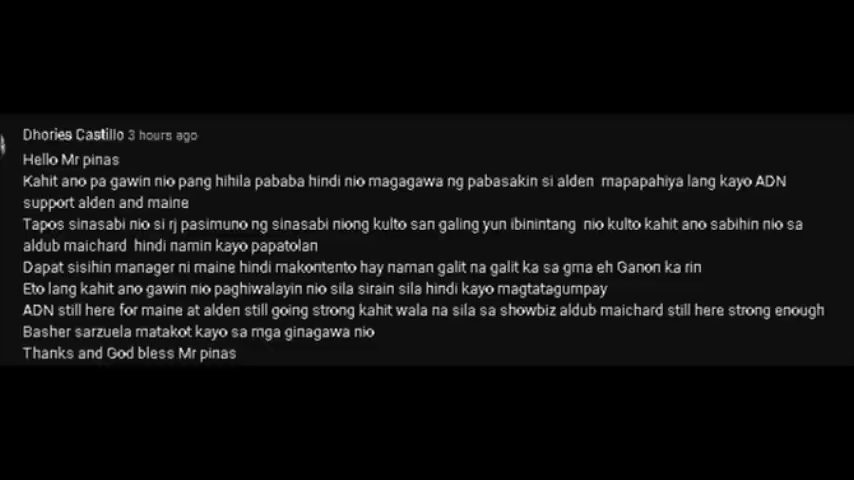 Dhories Castillo 3 hours ago
Hello Mr pinas
Kahit ano pa gawin nio pang hihila pababa hindi nio magagawa ng pabasakin si alden mapapahiya lang kayo ADN
support alden and maine
Tapos sinasabi nio si rj pasimuno ng sinasabi niong kulto san galing yun ibinintang nio kulto kahit ano sabihin nio sa
aldub maichard hindi namin kayo papatolan
Dapat sisihin manager ni maine hindi makontento hay naman galit na galit ka sa gma eh Ganon ka rin
Eto lang kahit ano gawin nio paghiwalayin nio sila sirain sila hindi kayo magtatagumpay
ADN still here for maine at alden still going strong kahit wala na sila sa showbiz aldub maichard still here strong enough
Basher sarzuela matakot kayo sa mga ginagawa nio
Thanks and God bless Mr pinas